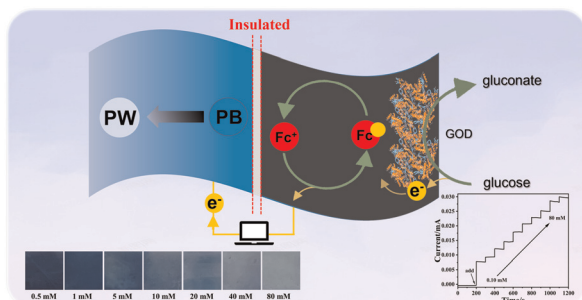 Insulated
PW
PB
Fc⁺
Fc
e⁻
e⁻
gluconate
GOD
glucose
0.5 mM 1 mM 5 mM 10 mM 20 mM 40 mM 80 mM
Current/mA
0.030
0.025
0.020
0.015
0.010
0.005
0.000
add
80 mM
0.10 mM
0 200 400 600 800 1000 1200
Time/s